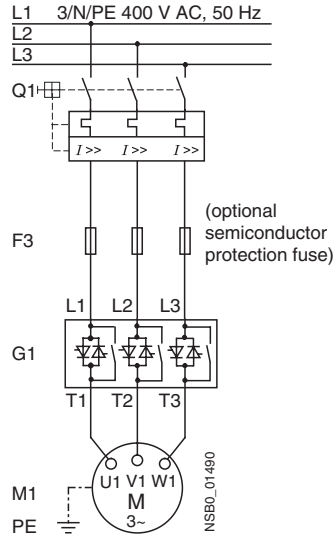 L1 3/N/PE 400 V AC, 50 Hz
L2
L3
Q1
I >> I >> I >>
F3
(optional
semiconductor
protection fuse)
L1 L2 L3
G1
T1 T2 T3
U1 V1 W1
M1
M
3~
PE
NSB0_01490